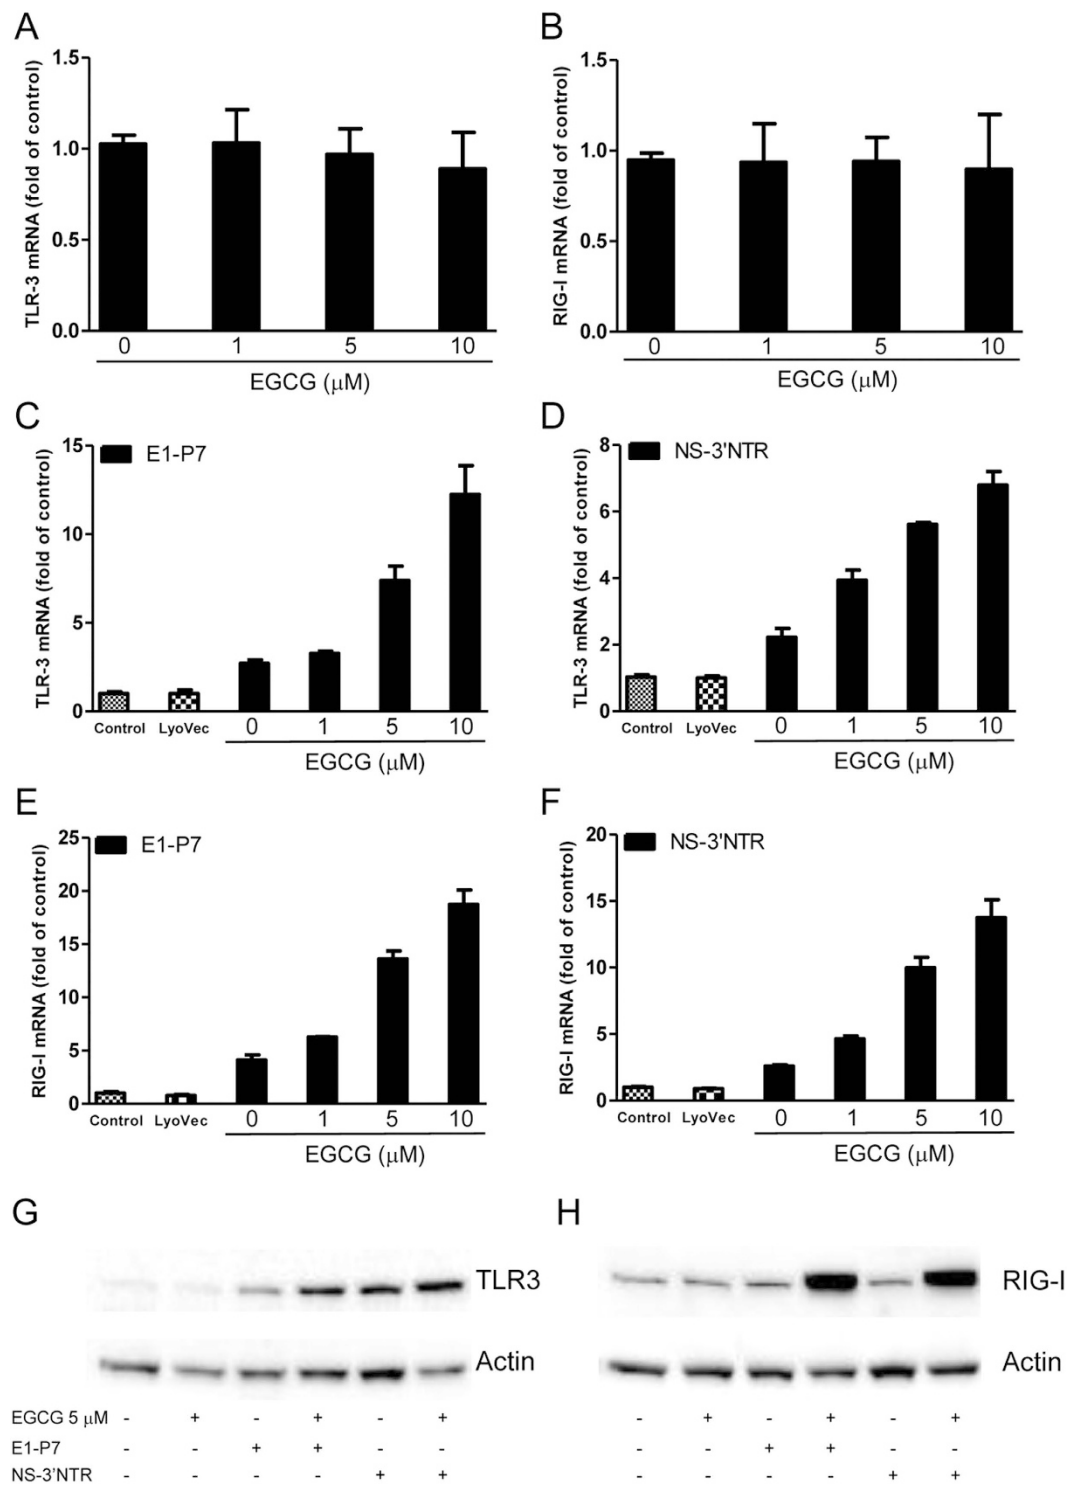 A
TLR-3 mRNA (fold of control)
1.5
1.0
0.5
0.0
0 1 5 10
EGCG (μM)
B
RIG-I mRNA (fold of control)
1.5
1.0
0.5
0.0
0 1 5 10
EGCG (μM)
C
TLR-3 mRNA (fold of control)
15
10
5
0
E1-P7
Control LyoVec 0 1 5 10
EGCG (μM)
D
TLR-3 mRNA (fold of control)
8
6
4
2
0
NS-3'NTR
Control LyoVec 0 1 5 10
EGCG (μM)
E
RIG-I mRNA (fold of control)
25
20
15
10
5
0
E1-P7
Control LyoVec 0 1 5 10
EGCG (μM)
F
RIG-I mRNA (fold of control)
20
15
10
5
0
NS-3'NTR
Control LyoVec 0 1 5 10
EGCG (μM)
G
TLR3
Actin
H
RIG-I
Actin
EGCG 5 μM - + - + - + - + - + - +
E1-P7 - - + + - - - - + + - -
NS-3'NTR - - - - + + - - - - + +